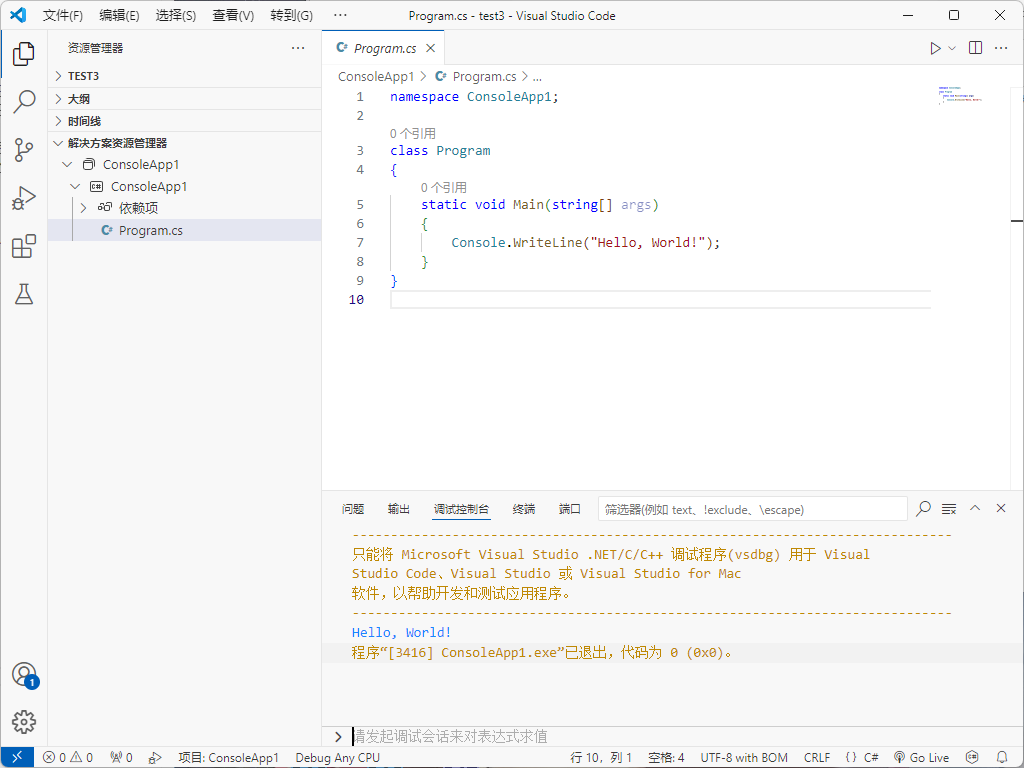 文件(F) 编辑(E) 选择(S) 查看(V) 转到(G) ··· Program.cs - test3 - Visual Studio Code
资源管理器 ···
TEST3
大纲
时间线
解决方案资源管理器
ConsoleApp1
C# ConsoleApp1
依赖项
C# Program.cs
C# Program.cs
ConsoleApp1 > C# Program.cs > ...
1 namespace ConsoleApp1;
2
0 个引用
3 class Program
4 {
0 个引用
5 static void Main(string[] args)
6 {
7 Console.WriteLine("Hello, World!");
8 }
9 }
10
问题 输出 调试控制台 终端 端口 筛选器(例如 text、!exclude、\escape)
---------------------------------------------------------------------------
只能将 Microsoft Visual Studio .NET/C/C++ 调试程序(vsdbg) 用于 Visual
Studio Code、Visual Studio 或 Visual Studio for Mac
软件，以帮助开发和测试应用程序。
---------------------------------------------------------------------------
Hello, World!
程序“[3416] ConsoleApp1.exe”已退出，代码为 0 (0x0)。
> 请发起调试会话来对表达式求值
1
0 0 0 项目: ConsoleApp1 Debug Any CPU 行 10，列 1 空格: 4 UTF-8 with BOM CRLF {} C# Go Live